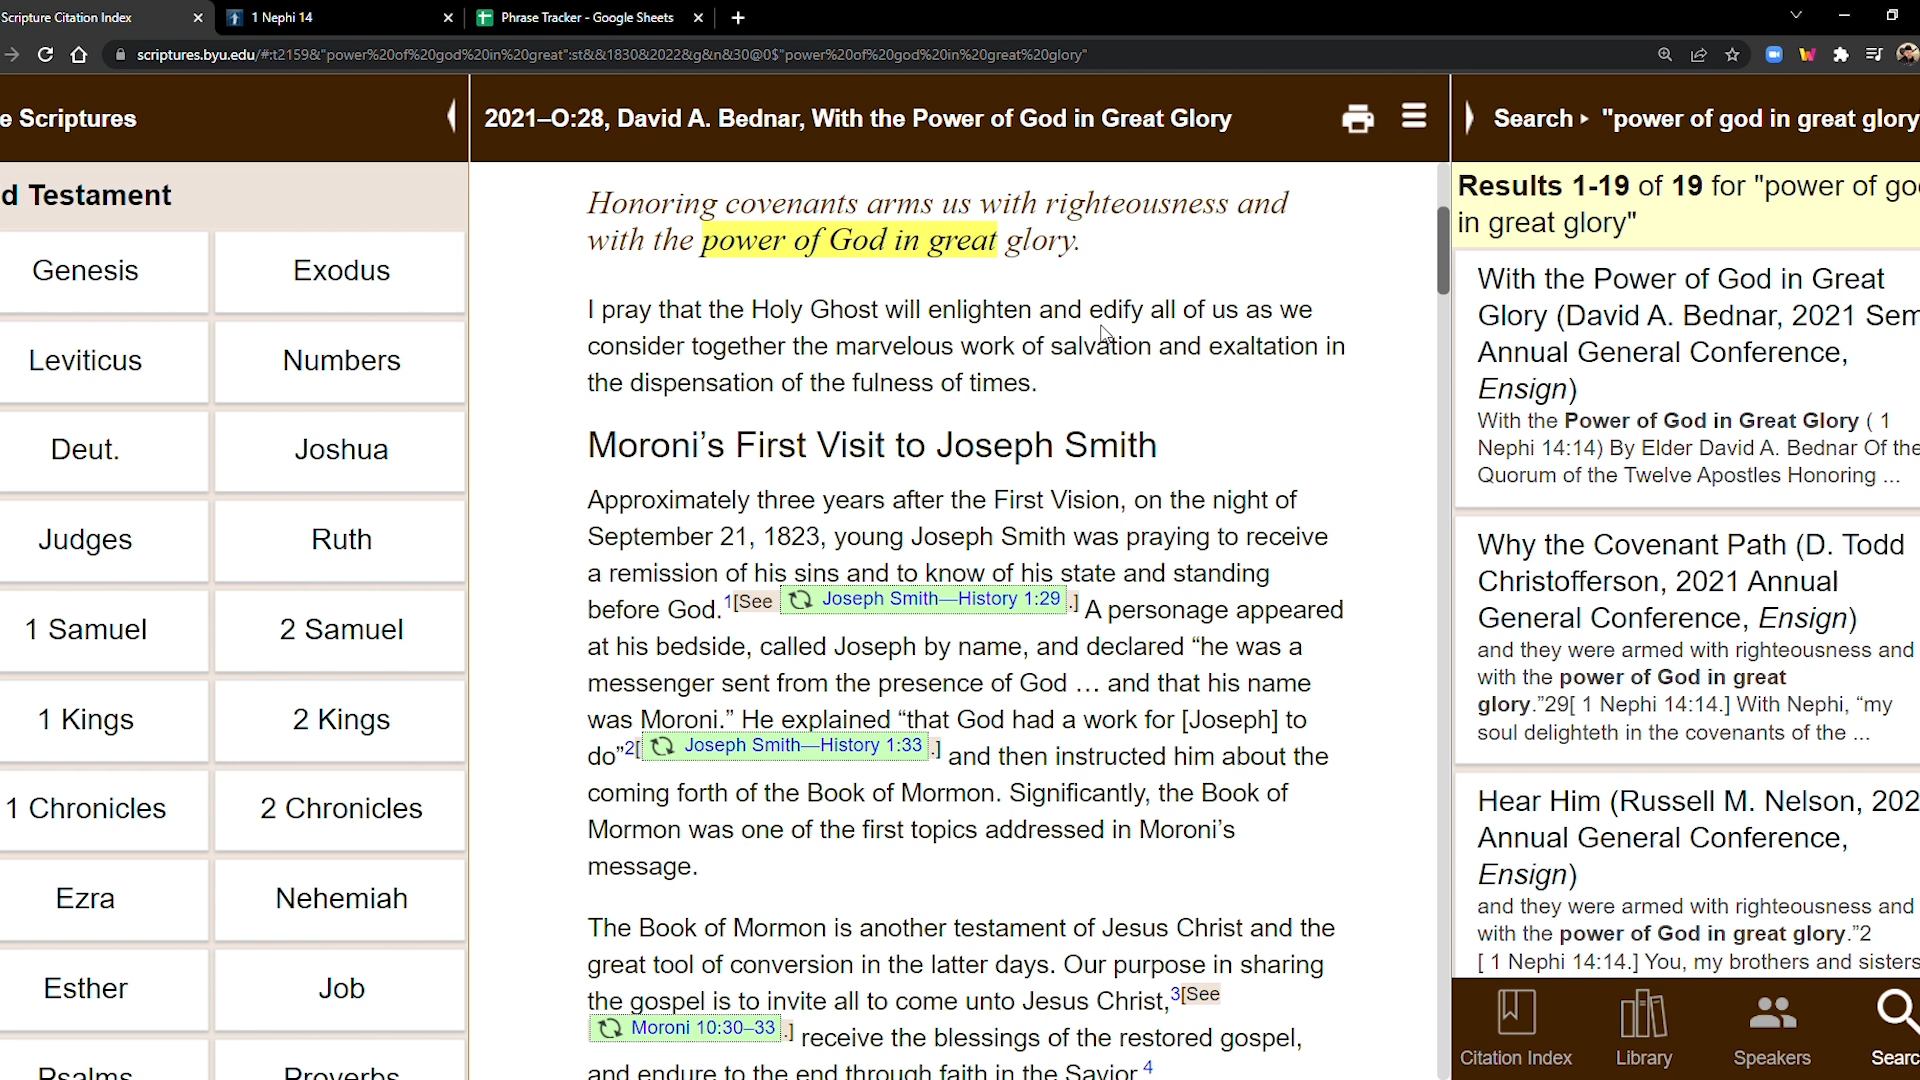 Scripture Citation Index
1 Nephi 14
Phrase Tracker - Google Sheets
scriptures.byu.edu/#:t2159&"power%20of%20god%20in%20great":st&&1830&2022&g&n&30@0$"power%20of%20god%20in%20great%20glory"
e Scriptures
d Testament
Genesis
Exodus
Leviticus
Numbers
Deut.
Joshua
Judges
Ruth
1 Samuel
2 Samuel
1 Kings
2 Kings
1 Chronicles
2 Chronicles
Ezra
Nehemiah
Esther
Job
Psalms
Proverbs
2021–O:28, David A. Bednar, With the Power of God in Great Glory
Honoring covenants arms us with righteousness and
with the power of God in great glory.
I pray that the Holy Ghost will enlighten and edify all of us as we
consider together the marvelous work of salvation and exaltation in
the dispensation of the fulness of times.
Moroni’s First Visit to Joseph Smith
Approximately three years after the First Vision, on the night of
September 21, 1823, young Joseph Smith was praying to receive
a remission of his sins and to know of his state and standing
before God.1[See Joseph Smith—History 1:29.] A personage appeared
at his bedside, called Joseph by name, and declared “he was a
messenger sent from the presence of God … and that his name
was Moroni.” He explained “that God had a work for [Joseph] to
do”2[ Joseph Smith—History 1:33.] and then instructed him about the
coming forth of the Book of Mormon. Significantly, the Book of
Mormon was one of the first topics addressed in Moroni’s
message.
The Book of Mormon is another testament of Jesus Christ and the
great tool of conversion in the latter days. Our purpose in sharing
the gospel is to invite all to come unto Jesus Christ,3[See
Moroni 10:30–33.] receive the blessings of the restored gospel,
and endure to the end through faith in the Savior.4
Search ▸ "power of god in great glory
Results 1-19 of 19 for "power of go
in great glory"
With the Power of God in Great
Glory (David A. Bednar, 2021 Sem
Annual General Conference,
Ensign)
With the Power of God in Great Glory ( 1
Nephi 14:14) By Elder David A. Bednar Of the
Quorum of the Twelve Apostles Honoring ...
Why the Covenant Path (D. Todd
Christofferson, 2021 Annual
General Conference, Ensign)
and they were armed with righteousness and
with the power of God in great
glory.”29[ 1 Nephi 14:14.] With Nephi, “my
soul delighteth in the covenants of the ...
Hear Him (Russell M. Nelson, 202
Annual General Conference,
Ensign)
and they were armed with righteousness and
with the power of God in great glory.”2
[ 1 Nephi 14:14.] You, my brothers and sisters
Citation Index
Library
Speakers
Searc